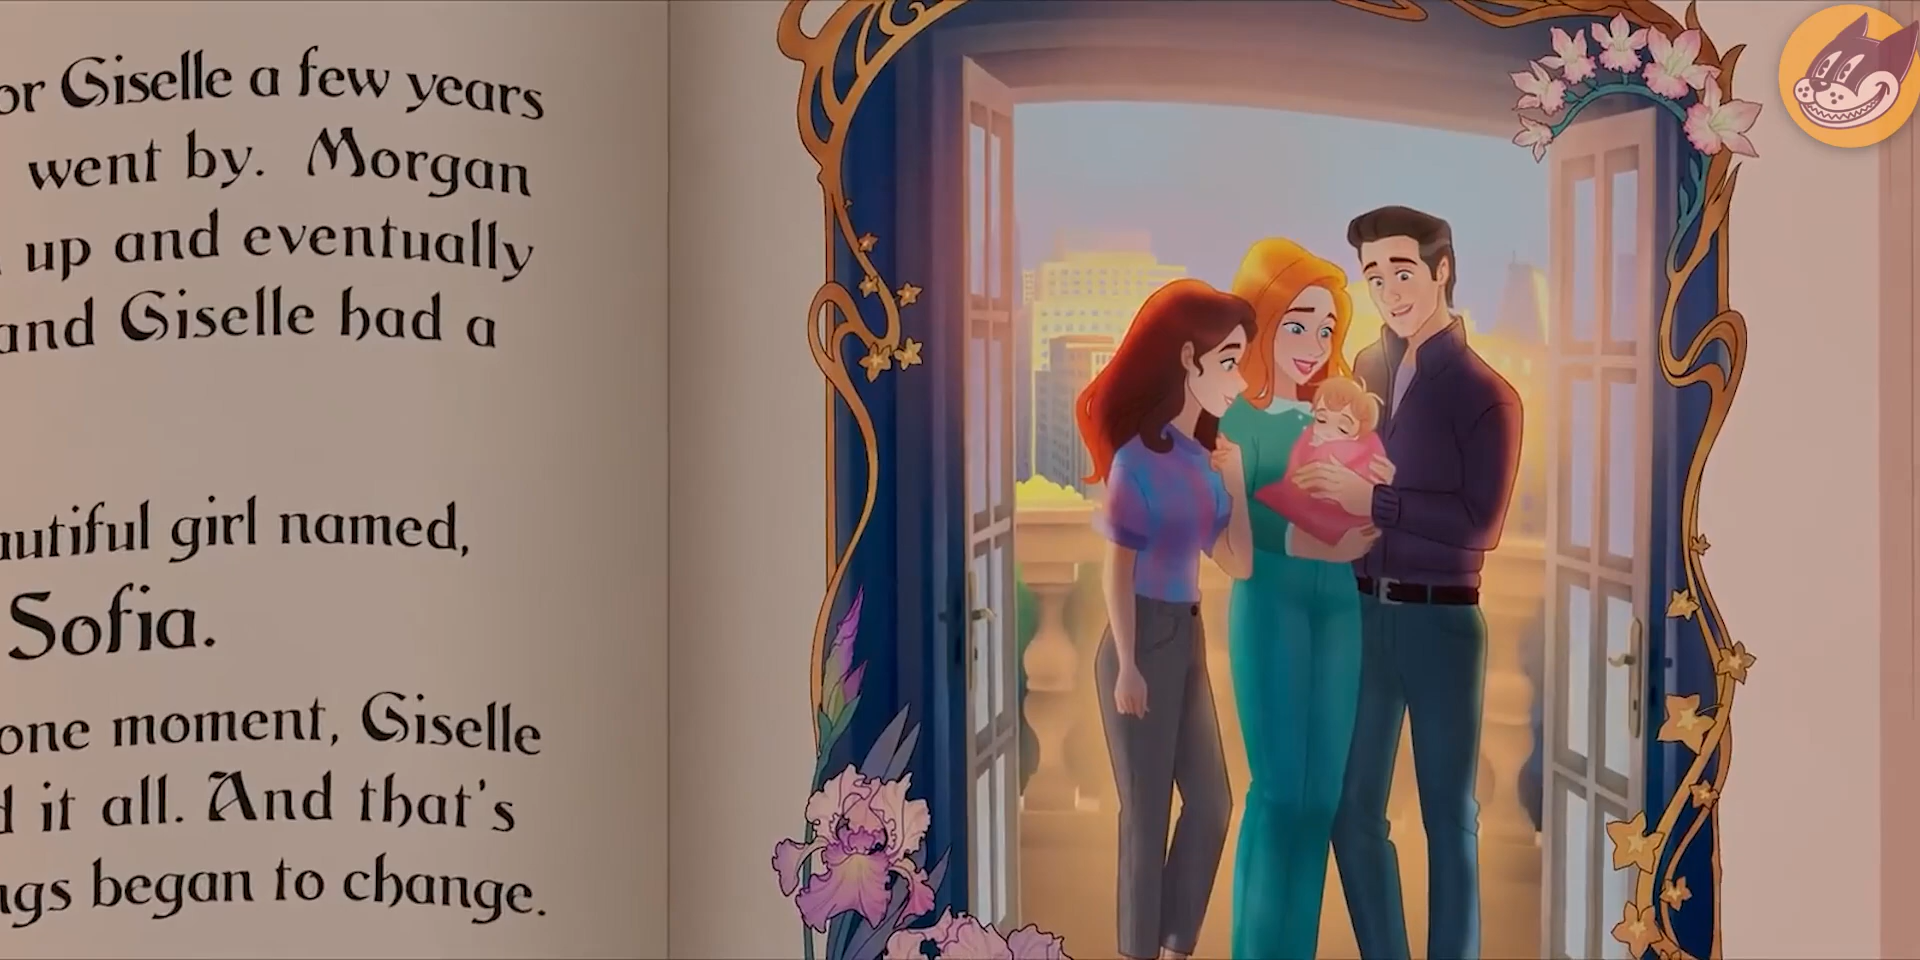 or Giselle a few years
went by. Morgan
up and eventually
and Giselle had a
autiful girl named,
Sofia.
one moment, Giselle
d it all. And that's
ngs began to change.